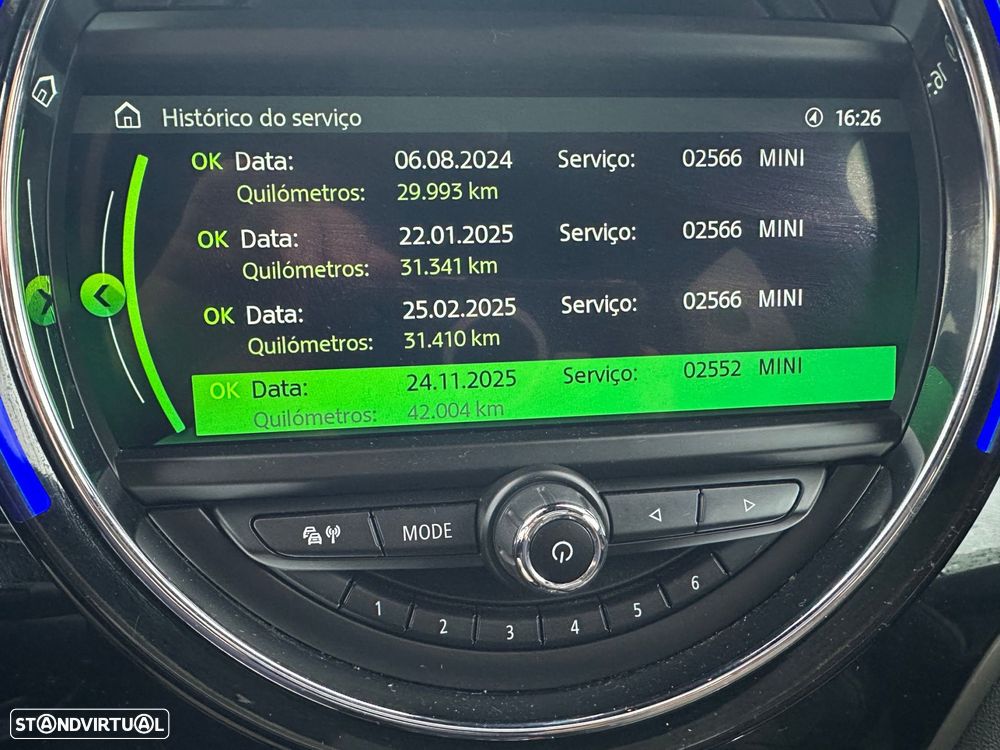 Histórico do serviço 16:26
OK Data: 06.08.2024 Serviço: 02566 MINI
Quilómetros: 29.993 km
OK Data: 22.01.2025 Serviço: 02566 MINI
Quilómetros: 31.341 km
OK Data: 25.02.2025 Serviço: 02566 MINI
Quilómetros: 31.410 km
OK Data: 24.11.2025 Serviço: 02552 MINI
Quilómetros: 42.004 km
MODE
1 2 3 4 5 6
STANDVIRTUAL